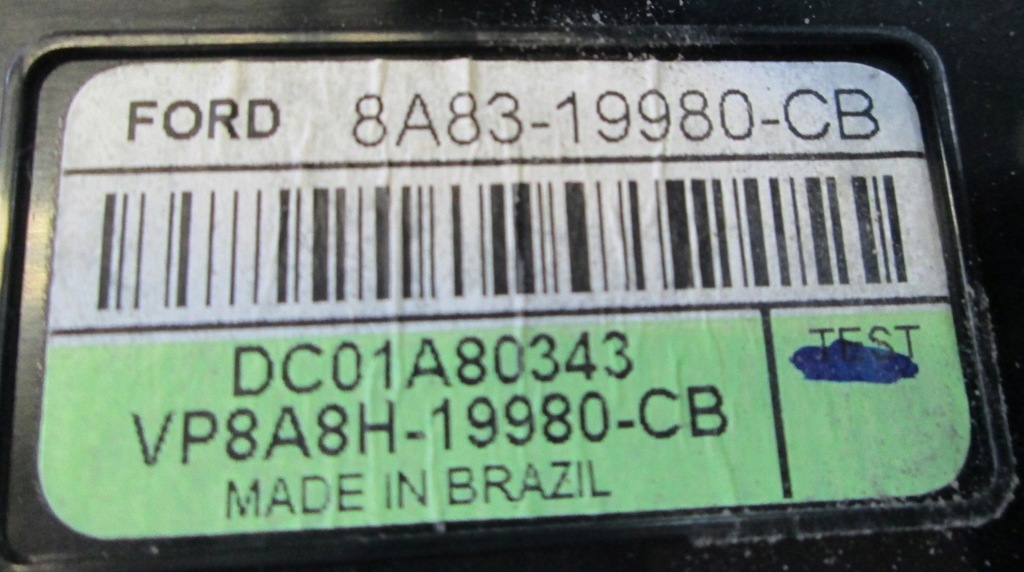 FORD 8A83-19980-CB
DC01A80343
TEST
VP8A8H-19980-CB
MADE IN BRAZIL